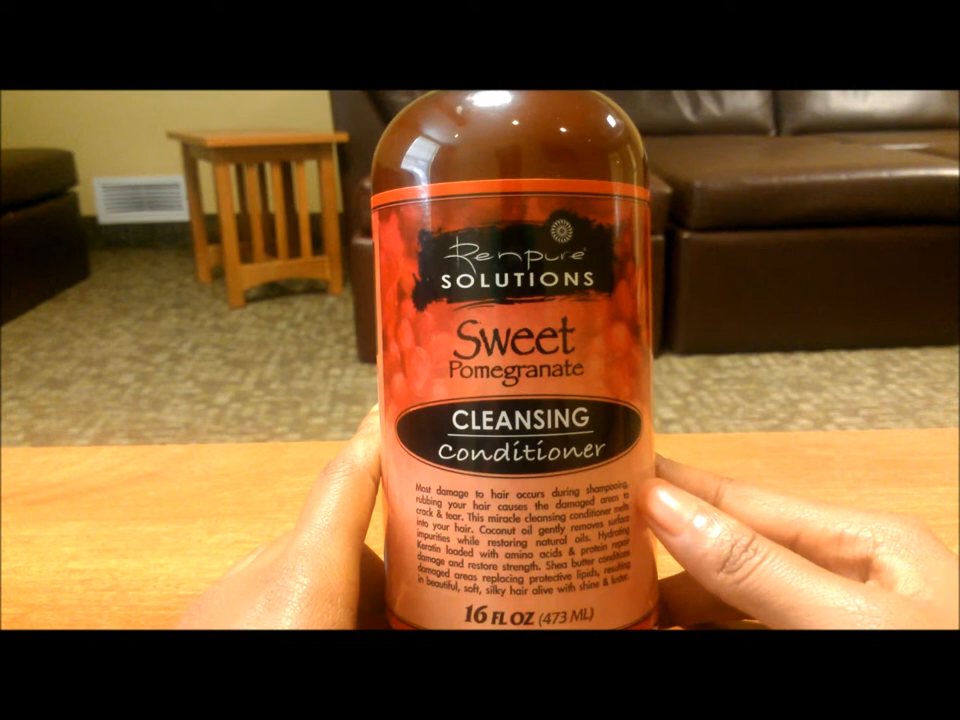 Renpure
SOLUTIONS
Sweet
Pomegranate
CLEANSING
Conditioner
Most damage to hair occurs during shampooing,
rubbing your hair causes the damaged areas to
crack & tear. This miracle cleansing conditioner melts
into your hair. Coconut oil gently removes surface
impurities while restoring natural oils. Hydrating
Keratin loaded with amino acids & protein repair
damage and restore strength. Shea butter conditions
damaged areas replacing protective lipids, resulting
in beautiful, soft, silky hair alive with shine & luster.
16 FL OZ (473 ML)